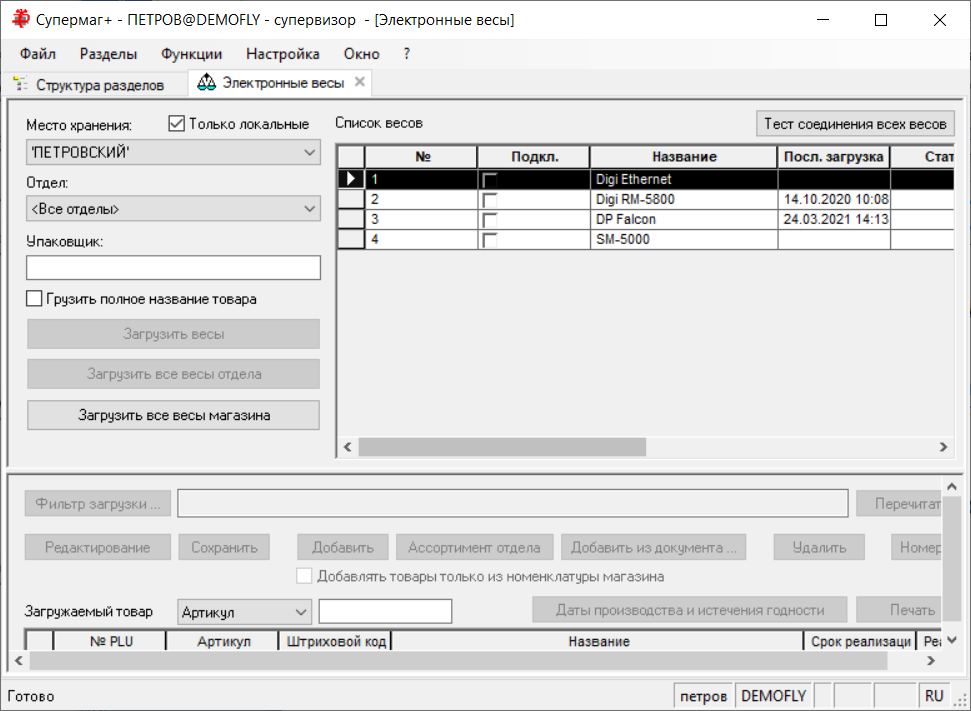 Супермаг+ - ПЕТРОВ@DEMOFLY - супервизор - [Электронные весы]
Файл Разделы Функции Настройка Окно ?
Структура разделов Электронные весы
Место хранения: Только локальные Список весов Тест соединения всех весов
'ПЕТРОВСКИЙ'
№ Подкл. Название Посл. загрузка Стат
1 Digi Ethernet
Отдел:
2 Digi RM-5800 14.10.2020 10:08
<Все отделы>
3 DP Falcon 24.03.2021 14:13
4 SM-5000
Упаковщик:
Грузить полное название товара
Загрузить весы
Загрузить все весы отдела
Загрузить все весы магазина
Фильтр загрузки ... Перечитат
Редактирование Сохранить Добавить Ассортимент отдела Добавить из документа ... Удалить Номер
Добавлять товары только из номенклатуры магазина
Загружаемый товар Артикул Даты производства и истечения годности Печать
№ PLU Артикул Штриховой код Название Срок реализаци Реа
Готово петров DEMOFLY RU